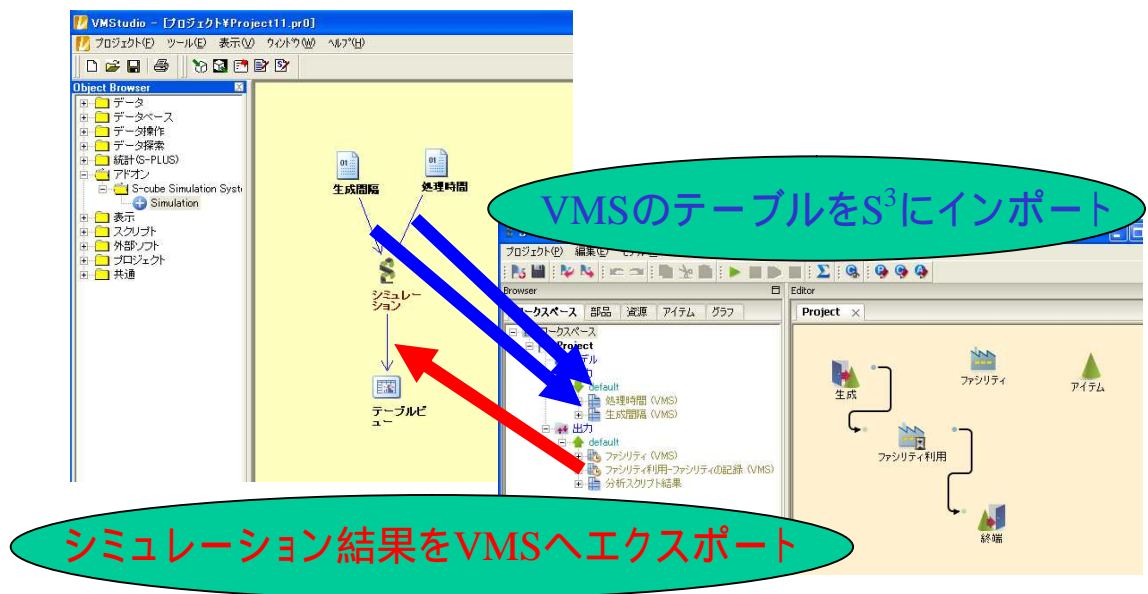 VMStudio - [プロジェクト¥Project11.pr0]
プロジェクト(F) ツール(E) 表示(V) ウィンドウ(W) ヘルプ(H)
Object Browser
データ
データベース
データ操作
データ探索
統計(S-PLUS)
アドオン
S-cube Simulation Syst
Simulation
表示
スクリプト
外部ソフト
プロジェクト
共通
生成間隔
処理時間
シミュレー
ション
テーブルビ
ュー
VMSのテーブルをS³にインポート
プロジェクト(P) 編集(E)
Browser
Editor
ワークスペース 部品 資源 アイテム グラフ
Project
ワークスペース
Project
default
処理時間 (VMS)
生成間隔 (VMS)
出力
default
ファシリティ (VMS)
ファシリティ利用-ファシリティの記録 (VMS)
分析スクリプト結果
生成
ファシリティ
アイテム
ファシリティ利用
終端
シミュレーション結果をVMSへエクスポート